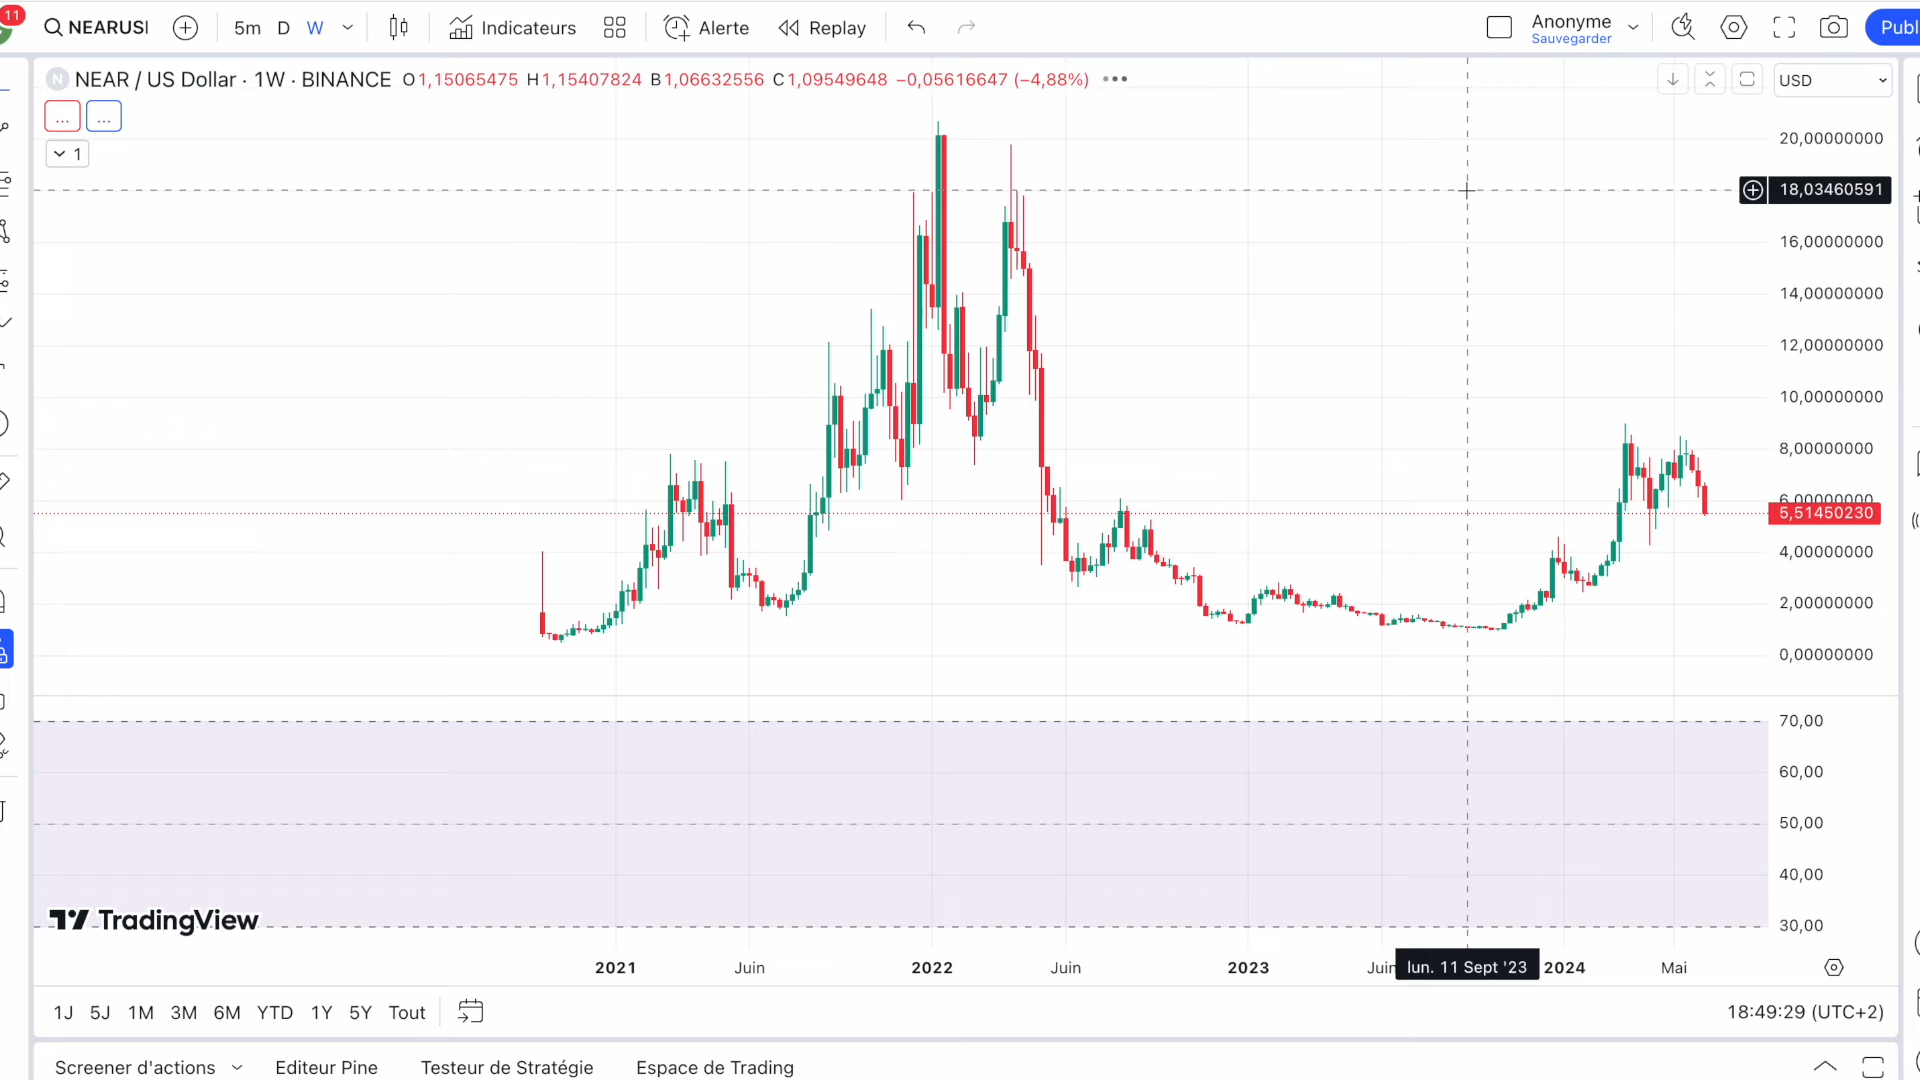 11
NEARUSI
5m D W
Indicateurs
Alerte
Replay
Anonyme
Sauvegarder
Publ
N NEAR / US Dollar · 1W · BINANCE O1,15065475 H1,15407824 B1,06632556 C1,09549648 −0,05616647 (−4,88%) •••
USD
... ...
1
20,00000000
18,03460591
16,00000000
14,00000000
12,00000000
10,00000000
8,00000000
6,00000000
5,51450230
4,00000000
2,00000000
0,00000000
70,00
60,00
50,00
40,00
30,00
TradingView
2021 Juin 2022 Juin 2023 Juin lun. 11 Sept '23 2024 Mai
1J 5J 1M 3M 6M YTD 1Y 5Y Tout
18:49:29 (UTC+2)
Screener d'actions Editeur Pine Testeur de Stratégie Espace de Trading